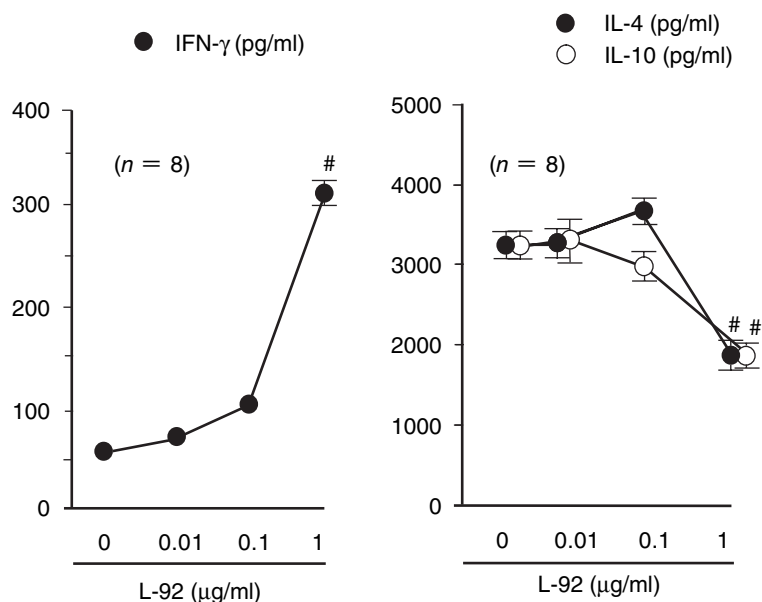 IFN-γ (pg/ml)
400
300
200
100
0
(n = 8)
#
0 0.01 0.1 1
L-92 (μg/ml)
IL-4 (pg/ml)
IL-10 (pg/ml)
5000
4000
3000
2000
1000
0
(n = 8)
# #
0 0.01 0.1 1
L-92 (μg/ml)